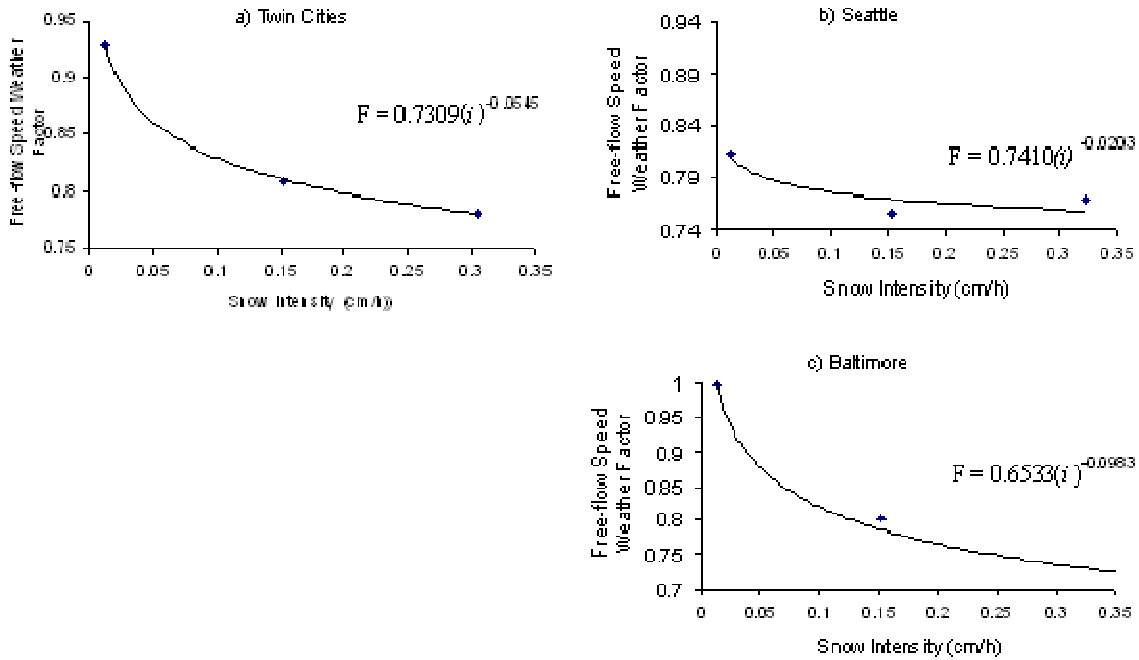 a) Twin Cities
Free-flow Speed Weather
Factor
0.95
0.9
0.85
0.8
0.75
F = 0.7309(i)^-0.0545
0
0.05
0.1
0.15
0.2
0.25
0.3
0.35
Snow Intensity (cm/h)
b) Seattle
Free-flow Speed
Weather Factor
0.94
0.89
0.84
0.79
0.74
F = 0.7410(i)
0
0.05
0.1
0.15
0.2
0.25
0.3
0.35
Snow Intensity (cm/h)
c) Baltimore
Free-flow Speed
Weather Factor
1
0.95
0.9
0.85
0.8
0.75
0.7
F = 0.6533(i)^-0.0983
0
0.05
0.1
0.15
0.2
0.25
0.3
0.35
Snow Intensity (cm/h)